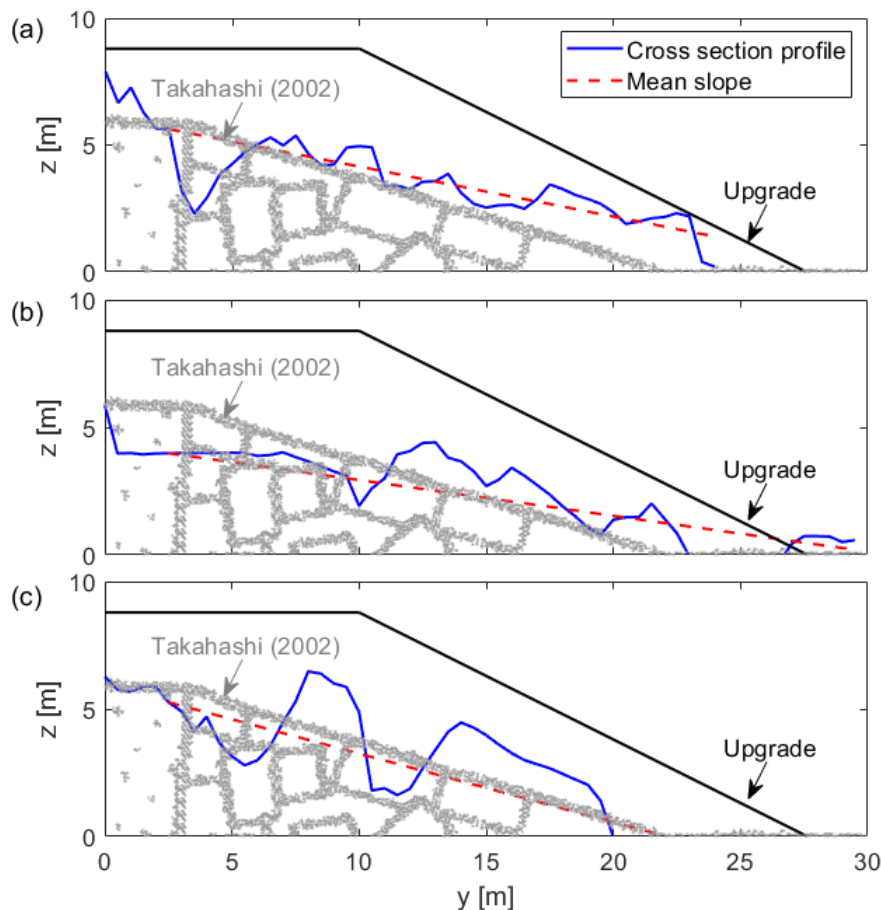 (a)
10
5
0
z [m]
Takahashi (2002)
Cross section profile
Mean slope
Upgrade
(b)
10
5
0
z [m]
Takahashi (2002)
Upgrade
(c)
10
5
0
z [m]
Takahashi (2002)
Upgrade
0 5 10 15 20 25 30
y [m]